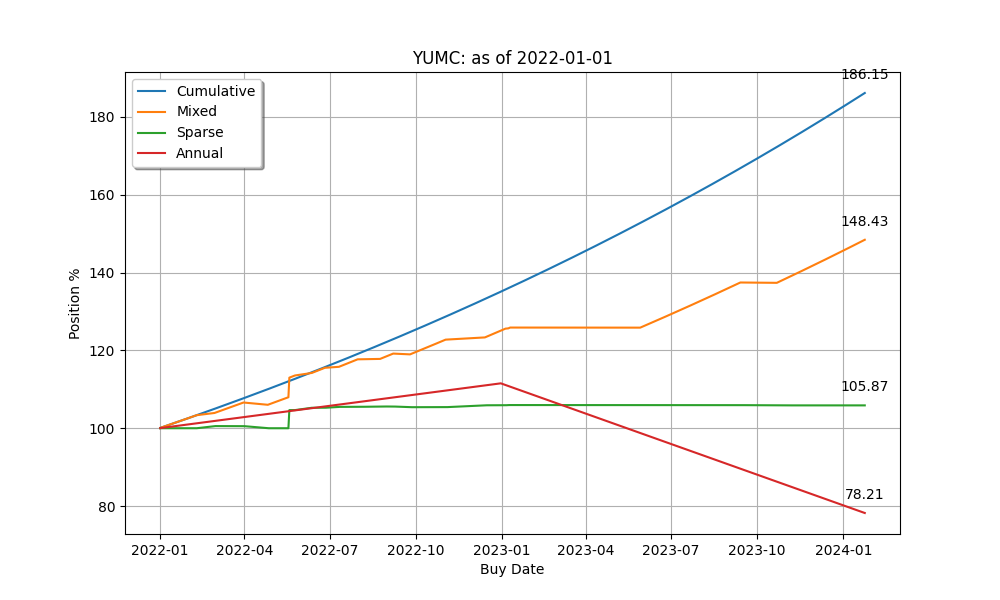 YUMC: as of 2022-01-01
186.15
Cumulative
Mixed
Sparse
Annual
180
160
148.43
140
Position %
120
105.87
100
78.21
80
2022-01 2022-04 2022-07 2022-10 2023-01 2023-04 2023-07 2023-10 2024-01
Buy Date